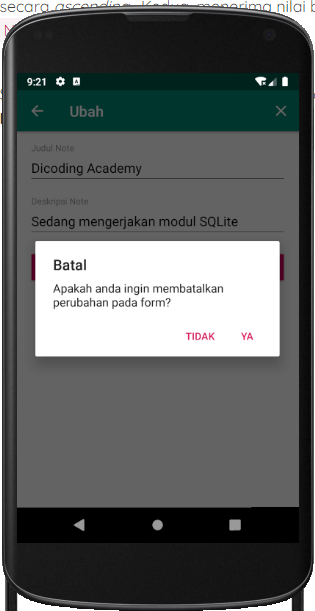 secara ascending. Kedua, menerima nilai b
9:21
Ubah
Judul Note
Dicoding Academy
Deskripsi Note
Sedang mengerjakan modul SQLite
Batal
Apakah anda ingin membatalkan
perubahan pada form?
TIDAK YA